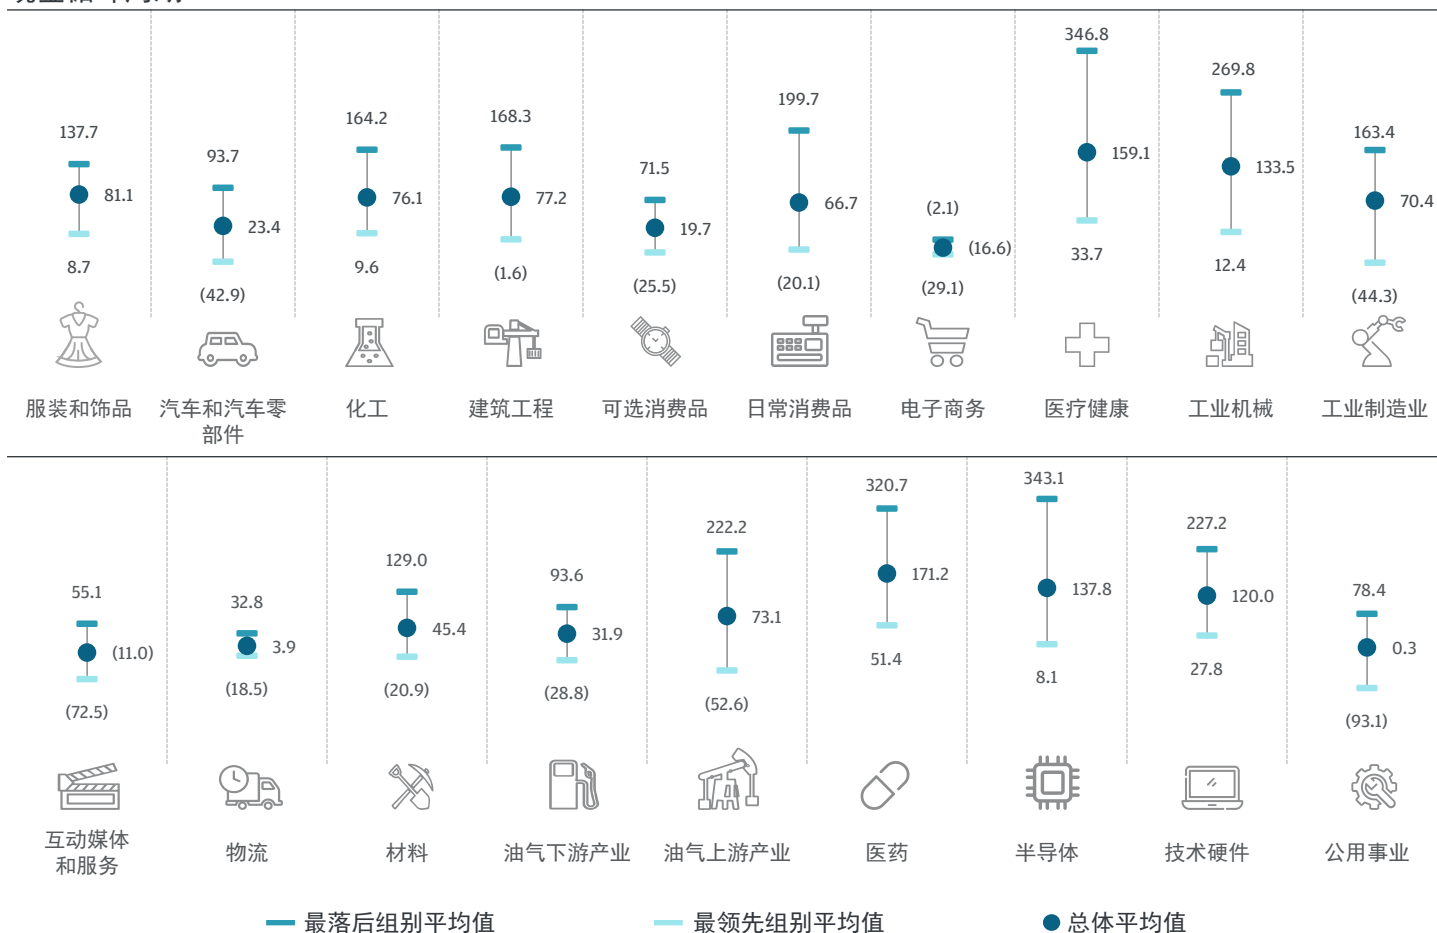 346.8
269.8
199.7
168.3
164.2
163.4
137.7
93.7
71.5
(2.1)
81.1
23.4
76.1
77.2
19.7
66.7
(16.6)
159.1
133.5
70.4
8.7
(42.9)
9.6
(1.6)
(25.5)
(20.1)
(29.1)
33.7
12.4
(44.3)
服装和饰品
汽车和汽车零
部件
化工
建筑工程
可选消费品
日常消费品
电子商务
医疗健康
工业机械
工业制造业
55.1
32.8
129.0
93.6
222.2
320.7
343.1
227.2
78.4
(11.0)
3.9
45.4
31.9
73.1
171.2
137.8
120.0
0.3
(72.5)
(18.5)
(20.9)
(28.8)
(52.6)
51.4
8.1
27.8
(93.1)
互动媒体
和服务
物流
材料
油气下游产业
油气上游产业
医药
半导体
技术硬件
公用事业
最落后组别平均值
最领先组别平均值
总体平均值